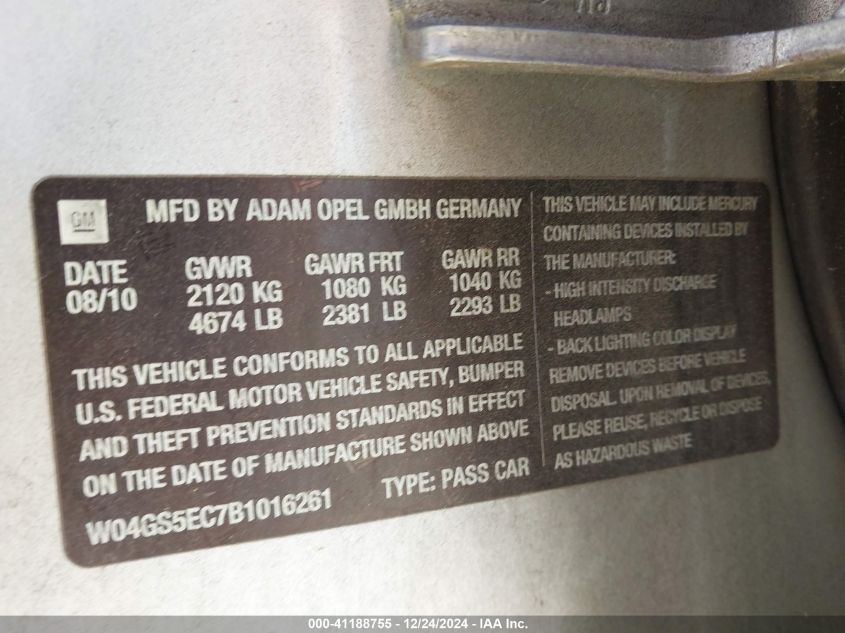 GM
MFD BY ADAM OPEL GMBH GERMANY
DATE GVWR GAWR FRT GAWR RR
08/10 2120 KG 1080 KG 1040 KG
4674 LB 2381 LB 2293 LB
THIS VEHICLE CONFORMS TO ALL APPLICABLE
U.S. FEDERAL MOTOR VEHICLE SAFETY, BUMPER
AND THEFT PREVENTION STANDARDS IN EFFECT
ON THE DATE OF MANUFACTURE SHOWN ABOVE
W04GS5EC7B1016261 TYPE: PASS CAR
THIS VEHICLE MAY INCLUDE MERCURY
CONTAINING DEVICES INSTALLED BY
THE MANUFACTURER:
- HIGH INTENSITY DISCHARGE
HEADLAMPS
- BACK LIGHTING COLOR DISPLAY
REMOVE DEVICES BEFORE VEHICLE
DISPOSAL. UPON REMOVAL OF DEVICES,
PLEASE REUSE, RECYCLE OR DISPOSE
AS HAZARDOUS WASTE
000-41188755 - 12/24/2024 - IAA Inc.